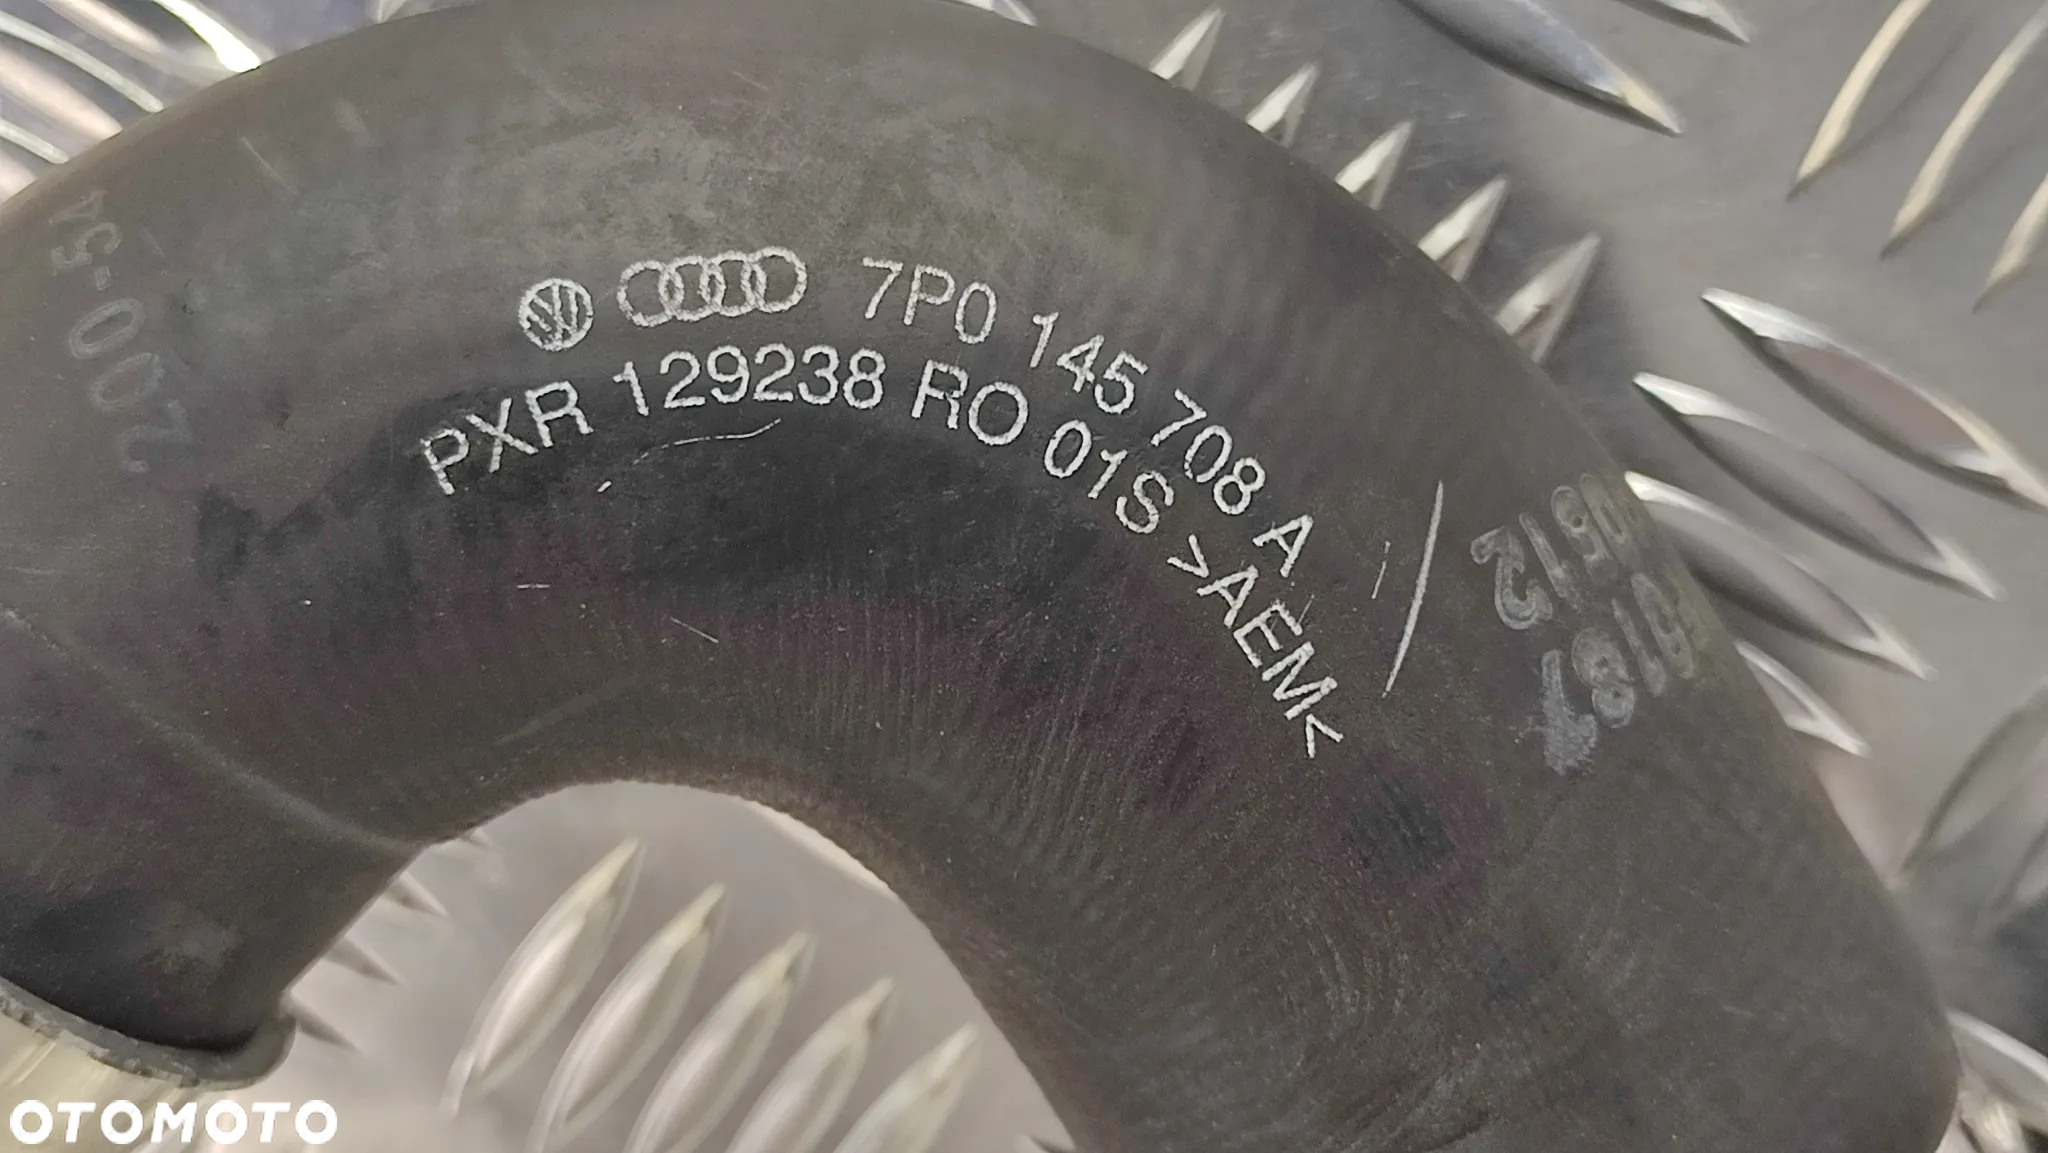 7P0 145 708 A
PXR 129238 RO 01S >AEM<
OTOMOTO